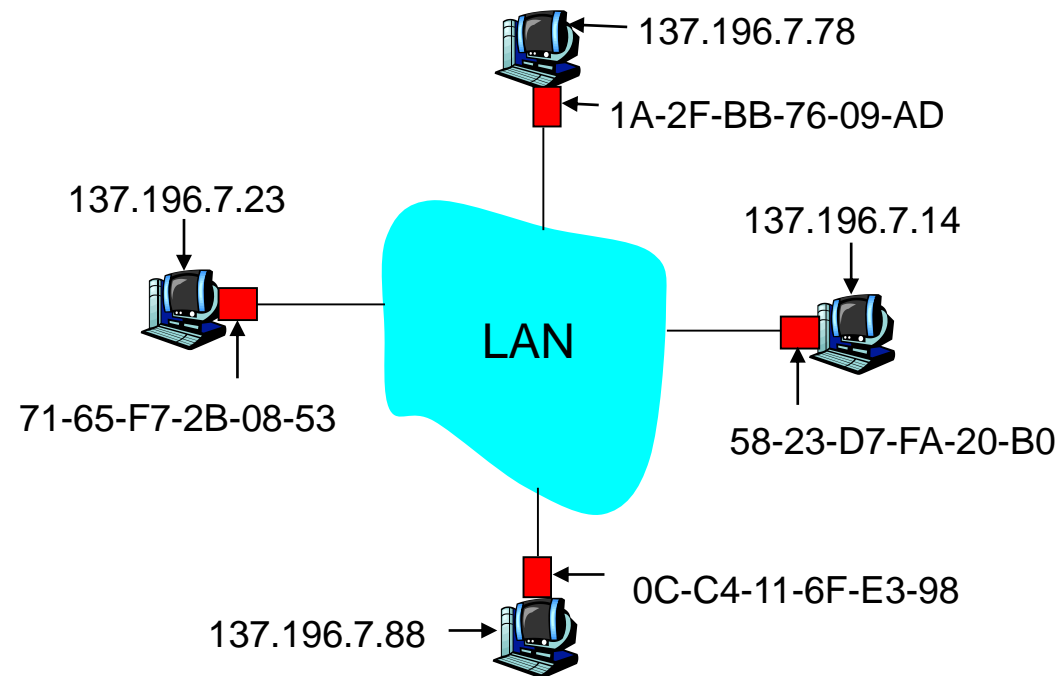 137.196.7.78
1A-2F-BB-76-09-AD
137.196.7.23
137.196.7.14
LAN
71-65-F7-2B-08-53
58-23-D7-FA-20-B0
0C-C4-11-6F-E3-98
137.196.7.88